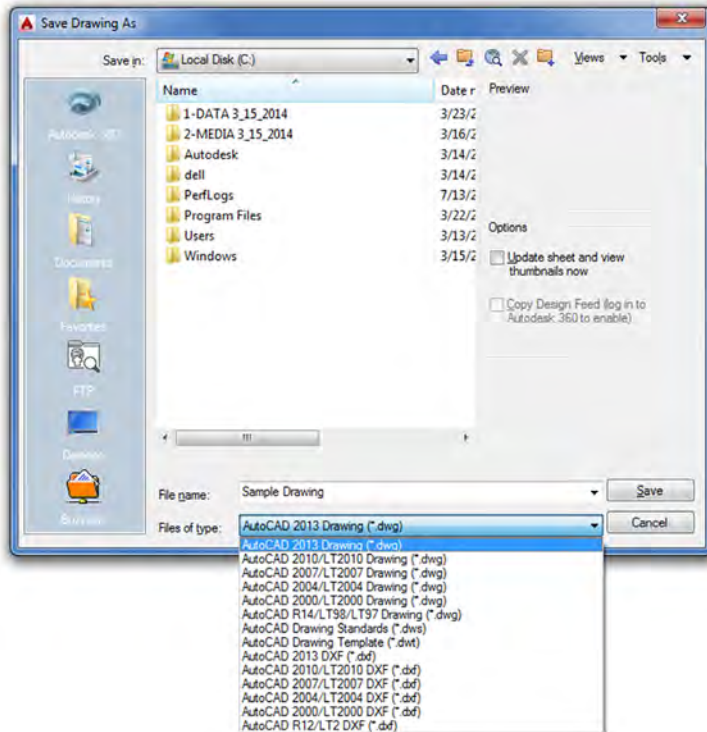 Save Drawing As
Save in: Local Disk (C:) Views Tools
Name Date r Preview
1-DATA 3_15_2014 3/23/2
2-MEDIA 3_15_2014 3/16/2
Autodesk 3/14/2
dell 3/14/2
PerfLogs 7/13/2
Program Files 3/22/2
Users 3/13/2
Windows 3/15/2
Autodesk 360
History
Documents
Favorites
FTP
Desktop
Options
Update sheet and view
thumbnails now
Copy Design Feed (log in to
Autodesk 360 to enable)
File name: Sample Drawing Save
Files of type: AutoCAD 2013 Drawing (*.dwg) Cancel
AutoCAD 2013 Drawing (*.dwg)
AutoCAD 2010/LT2010 Drawing (*.dwg)
AutoCAD 2007/LT2007 Drawing (*.dwg)
AutoCAD 2004/LT2004 Drawing (*.dwg)
AutoCAD 2000/LT2000 Drawing (*.dwg)
AutoCAD R14/LT98/LT97 Drawing (*.dwg)
AutoCAD Drawing Standards (*.dws)
AutoCAD Drawing Template (*.dwt)
AutoCAD 2013 DXF (*.dxf)
AutoCAD 2010/LT2010 DXF (*.dxf)
AutoCAD 2007/LT2007 DXF (*.dxf)
AutoCAD 2004/LT2004 DXF (*.dxf)
AutoCAD 2000/LT2000 DXF (*.dxf)
AutoCAD R12/LT2 DXF (*.dxf)